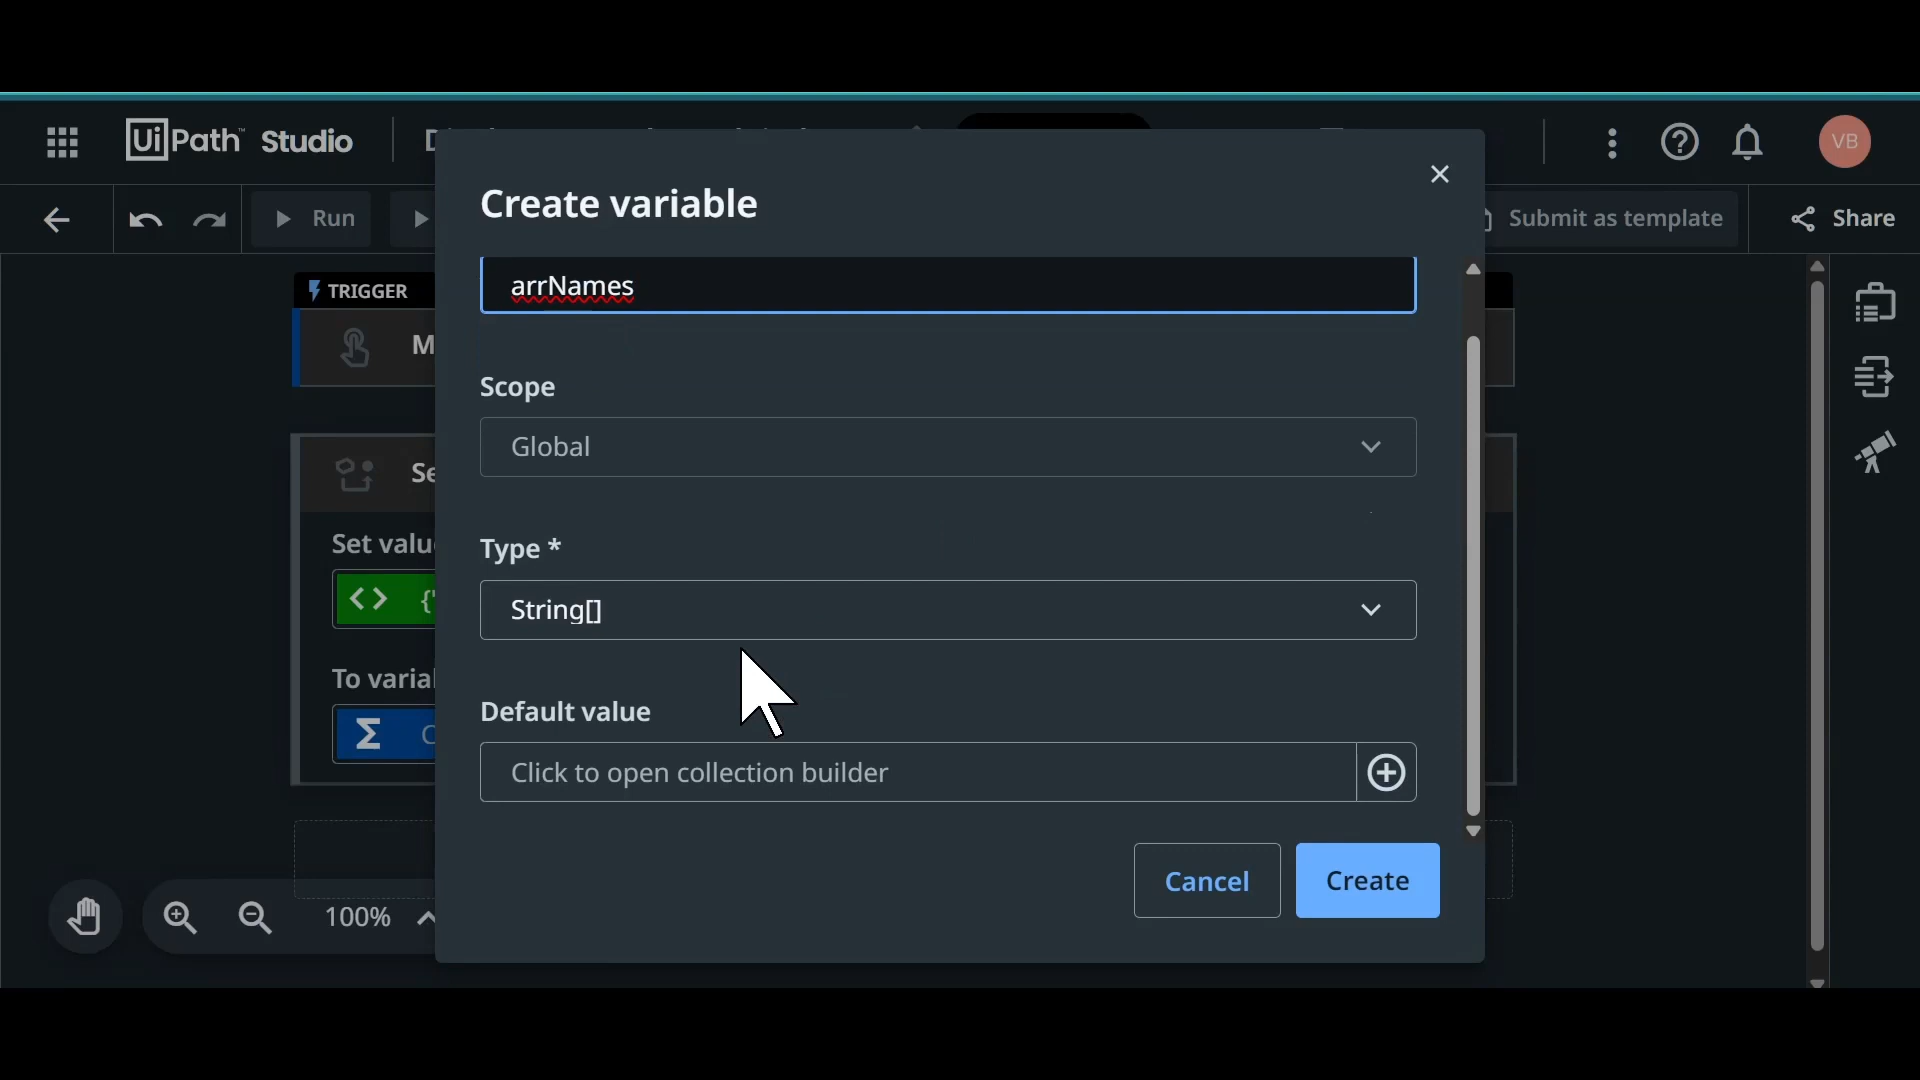 UiPath™ Studio
VB
Run
Submit as template
Share
Create variable
arrNames
TRIGGER
Scope
Global
Type *
String[]
Set valu
{"
To varia
Default value
Click to open collection builder
Cancel
Create
100%